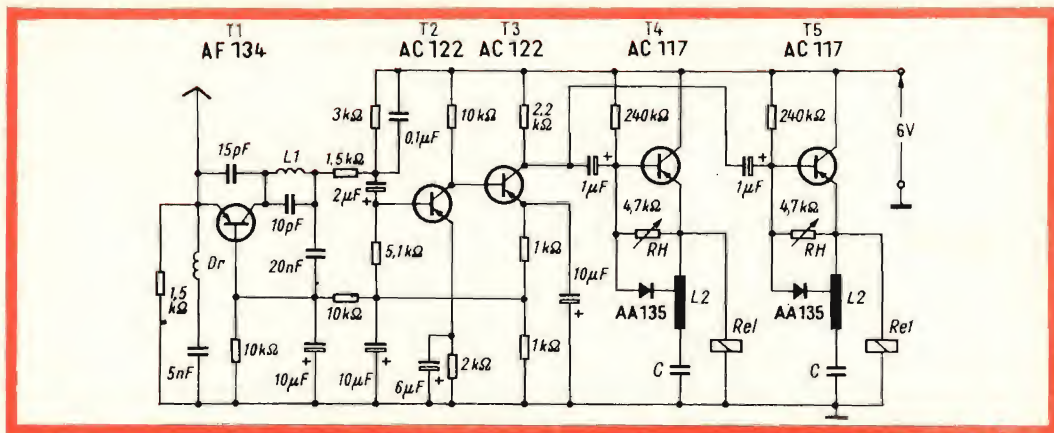 T1
AF 134
T2
AC 122
T3
AC 122
T4
AC 117
T5
AC 117
3kΩ
0,1µF
10kΩ
2,2
kΩ
240kΩ
240kΩ
6V
15pF
L1
1,5kΩ
2µF
+
1µF
+
1µF
+
10pF
4,7kΩ
RH
4,7kΩ
RH
Dr
20nF
5,1kΩ
1kΩ
10µF
+
AA135
L2
AA135
L2
1,5
kΩ
10kΩ
Rel
Rel
5nF
10kΩ
10µF
+
10µF
+
6µF
+
2kΩ
1kΩ
C
C